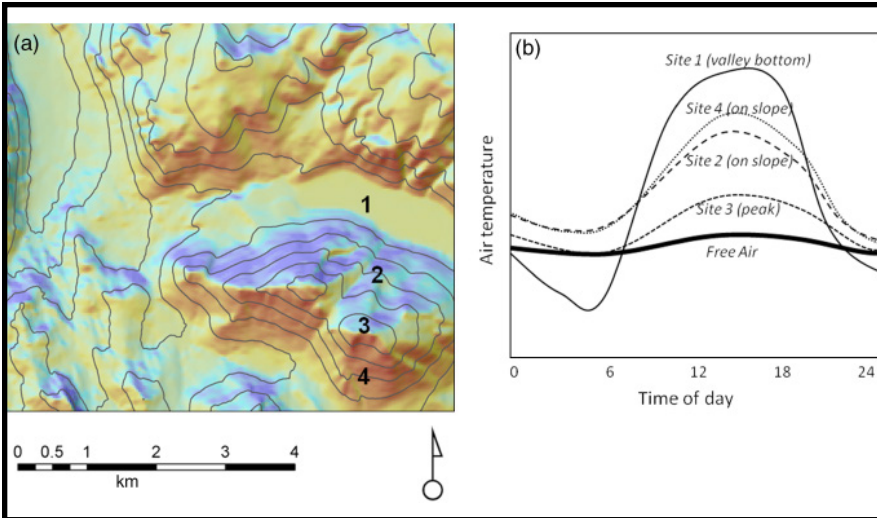 (a)
1
2
3
4
0 0.5 1 2 3 4
km
(b)
Site 1 (valley bottom)
Site 4 (on slope)
Site 2 (on slope)
Site 3 (peak)
Free Air
Air temperature
0 6 12 18 24
Time of day